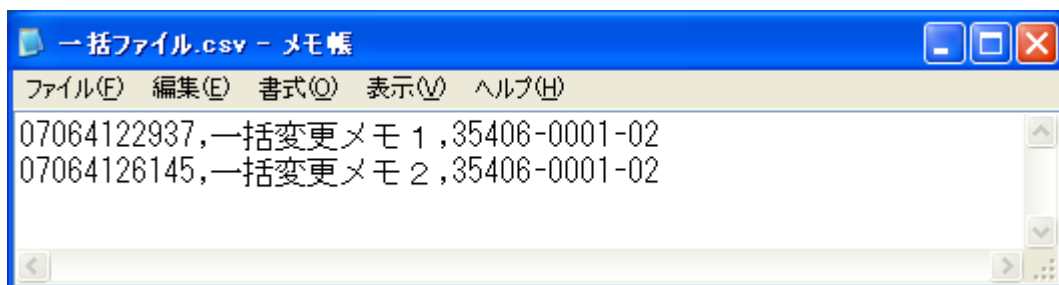 一括ファイル.csv - メモ帳
ファイル(F) 編集(E) 書式(O) 表示(V) ヘルプ(H)
07064122937,一括変更メモ１,35406-0001-02
07064126145,一括変更メモ２,35406-0001-02